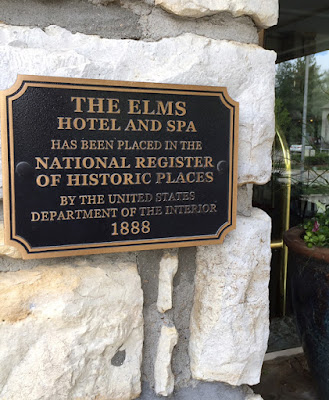 THE ELMS
HOTEL AND SPA
HAS BEEN PLACED IN THE
NATIONAL REGISTER
OF HISTORIC PLACES
BY THE UNITED STATES
DEPARTMENT OF THE INTERIOR
1888